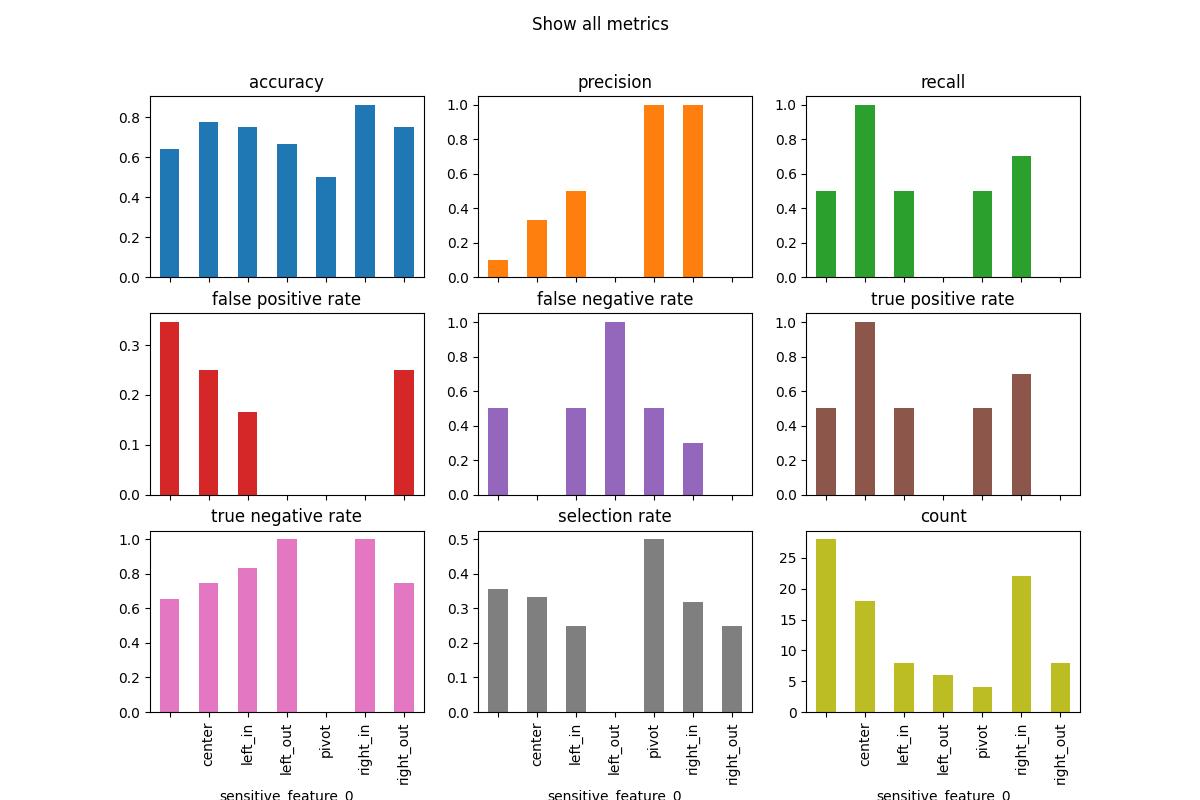 Show all metrics
accuracy
0.8
0.6
0.4
0.2
0.0
precision
1.0
0.8
0.6
0.4
0.2
0.0
recall
1.0
0.8
0.6
0.4
0.2
0.0
false positive rate
0.3
0.2
0.1
0.0
false negative rate
1.0
0.8
0.6
0.4
0.2
0.0
true positive rate
1.0
0.8
0.6
0.4
0.2
0.0
true negative rate
1.0
0.8
0.6
0.4
0.2
0.0
center
left_in
left_out
pivot
right_in
right_out
sensitive_feature_0
selection rate
0.5
0.4
0.3
0.2
0.1
0.0
center
left_in
left_out
pivot
right_in
right_out
sensitive_feature_0
count
25
20
15
10
5
0
center
left_in
left_out
pivot
right_in
right_out
sensitive_feature_0